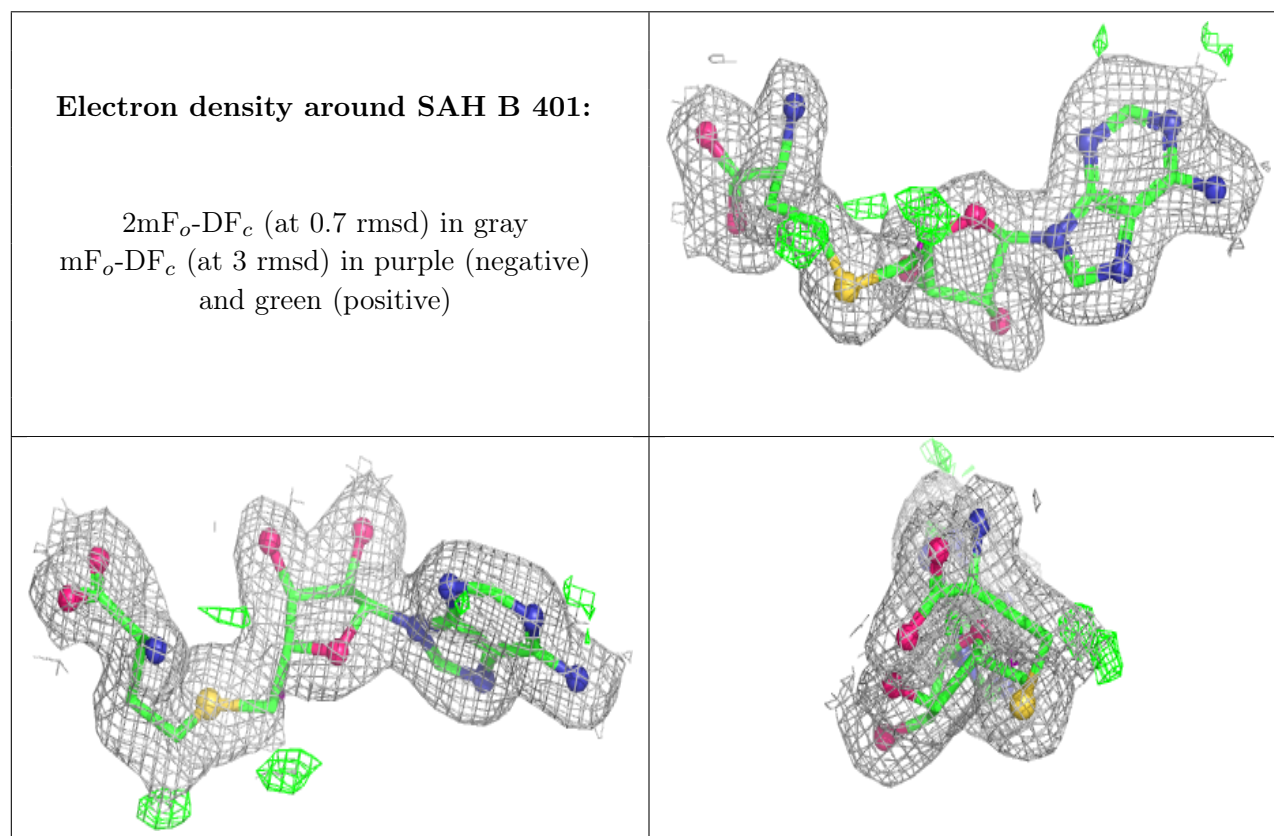 Electron density around SAH B 401:
2mFₒ-DF𝒸 (at 0.7 rmsd) in gray
mFₒ-DF𝒸 (at 3 rmsd) in purple (negative)
and green (positive)